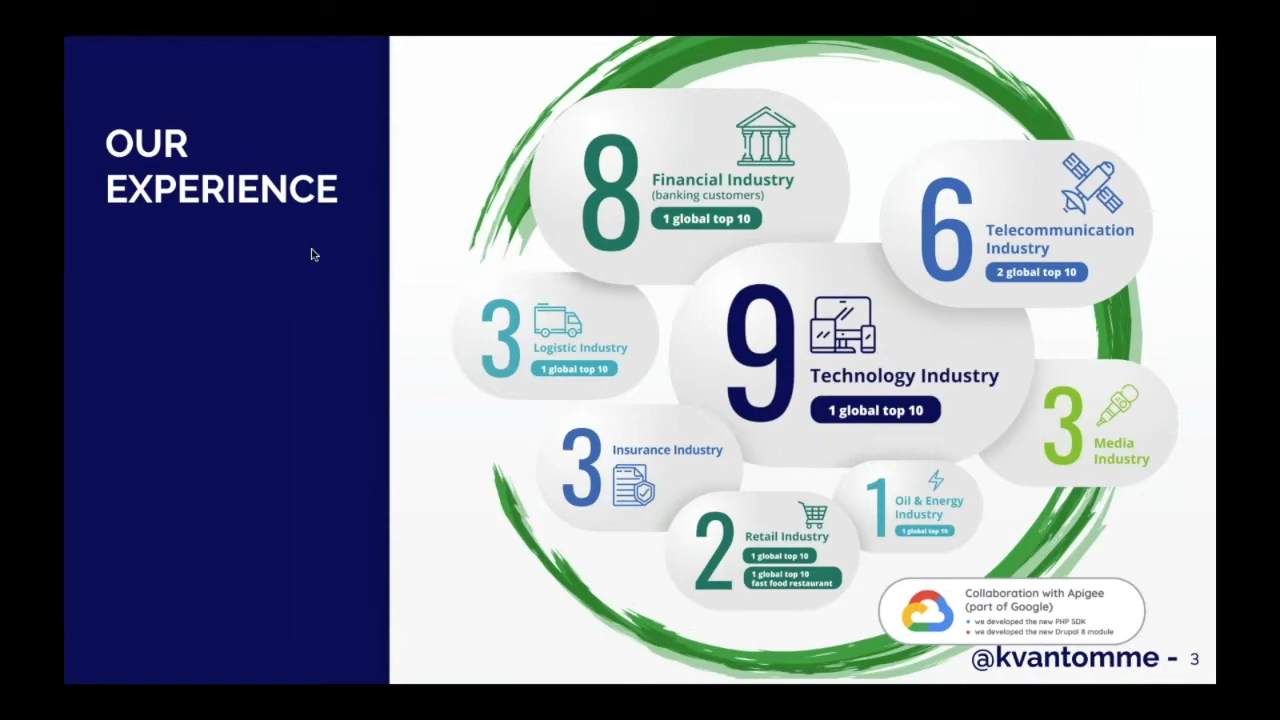 OUR
EXPERIENCE
8
Financial Industry
(banking customers)
1 global top 10
6
Telecommunication
Industry
2 global top 10
3
Logistic Industry
1 global top 10
9
Technology Industry
1 global top 10
3
Media
Industry
3
Insurance Industry
2
Retail Industry
1 global top 10
1 global top 10
fast food restaurant
1
Oil & Energy
Industry
1 global top 10
Collaboration with Apigee
(part of Google)
• we developed the new PHP SDK
• we developed the new Drupal 8 module
@kvantomme - 3